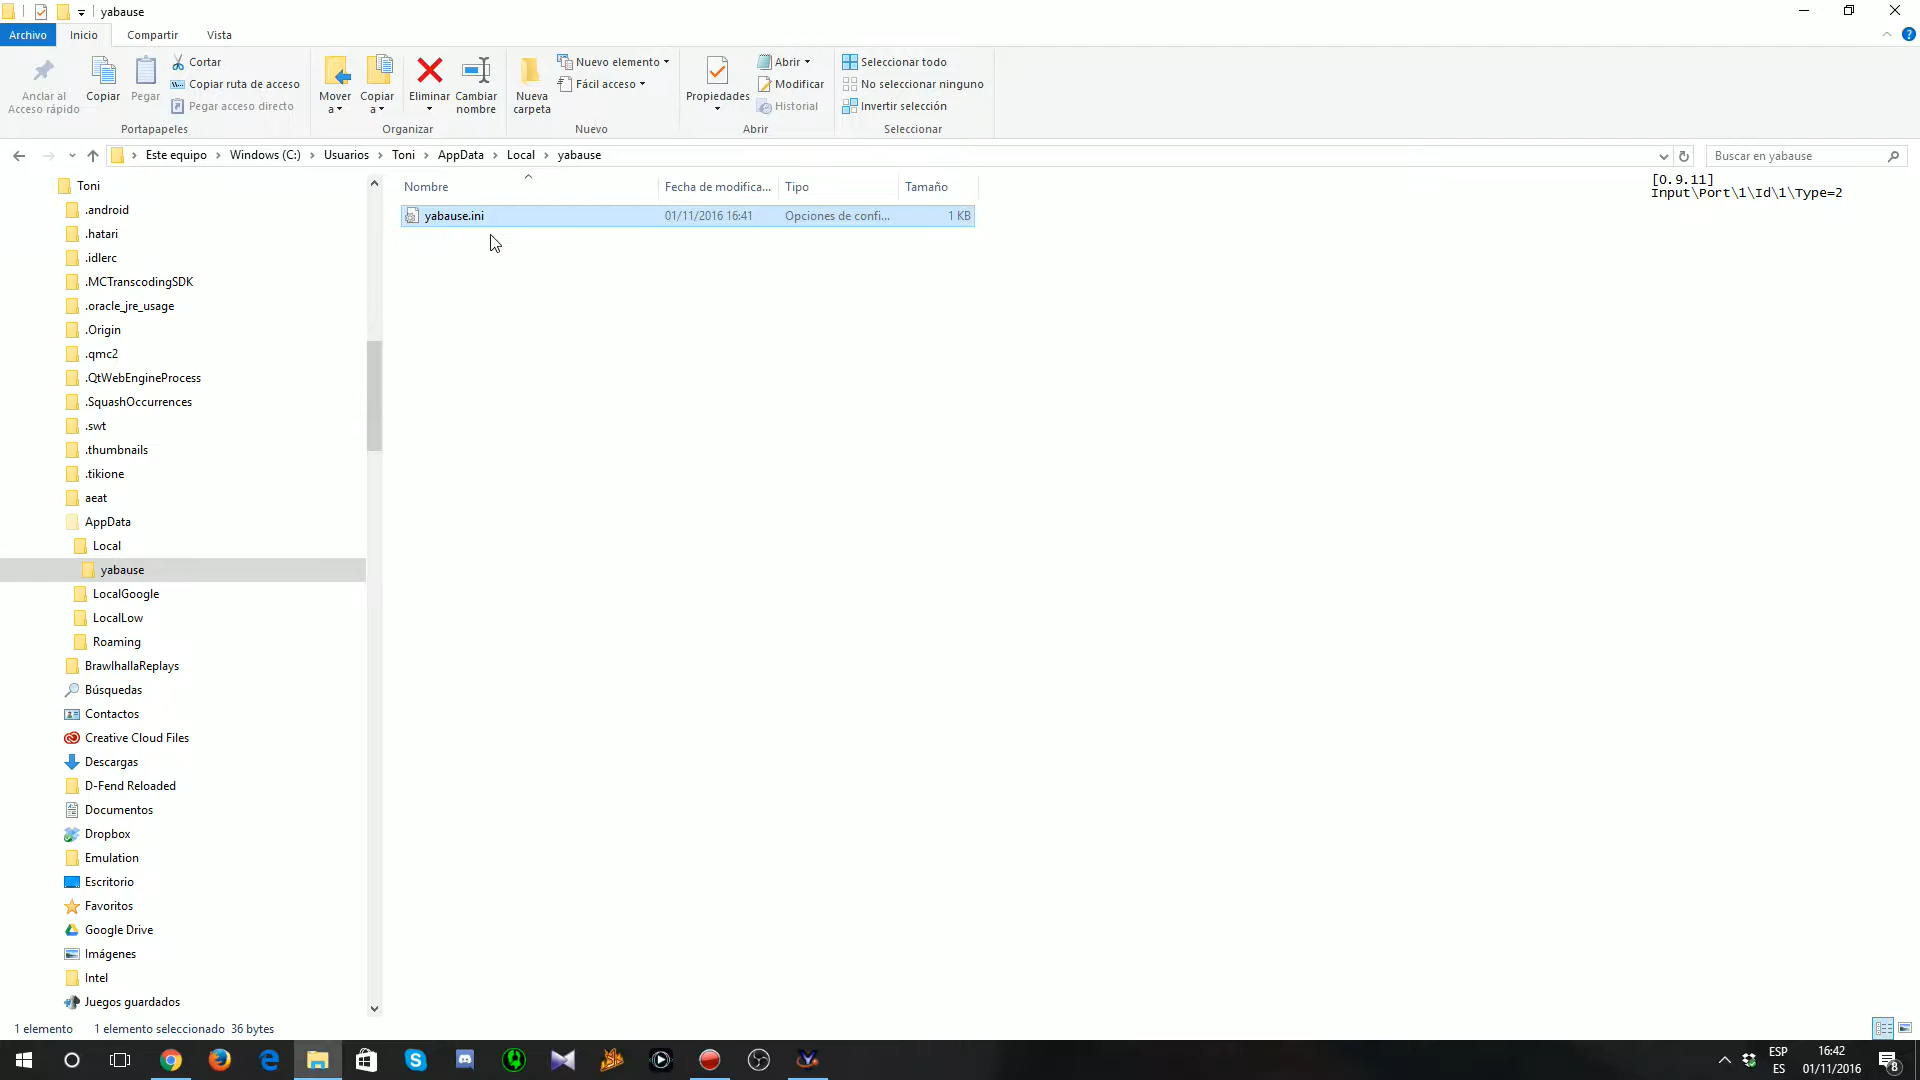 yabause
Archivo Inicio Compartir Vista
Anclar al
Acceso rápido
Copiar
Pegar
Cortar
Copiar ruta de acceso
Pegar acceso directo
Portapapeles
Mover
a
Copiar
a
Eliminar
Cambiar
nombre
Organizar
Nueva
carpeta
Nuevo elemento
Fácil acceso
Nuevo
Propiedades
Abrir
Modificar
Historial
Abrir
Seleccionar todo
No seleccionar ninguno
Invertir selección
Seleccionar
Este equipo > Windows (C:) > Usuarios > Toni > AppData > Local > yabause
Buscar en yabause
Toni
.android
.hatari
.idlerc
.MCTranscodingSDK
.oracle_jre_usage
.Origin
.qmc2
.QtWebEngineProcess
.SquashOccurrences
.swt
.thumbnails
.tikione
aeat
AppData
Local
yabause
LocalGoogle
LocalLow
Roaming
BrawlhallaReplays
Búsquedas
Contactos
Creative Cloud Files
Descargas
D-Fend Reloaded
Documentos
Dropbox
Emulation
Escritorio
Favoritos
Google Drive
Imágenes
Intel
Juegos guardados
Nombre Fecha de modifica... Tipo Tamaño
yabause.ini 01/11/2016 16:41 Opciones de confi... 1 KB
[0.9.11]
Input\Port\1\Id\1\Type=2
1 elemento 1 elemento seleccionado 36 bytes
ESP
ES
16:42
01/11/2016
8